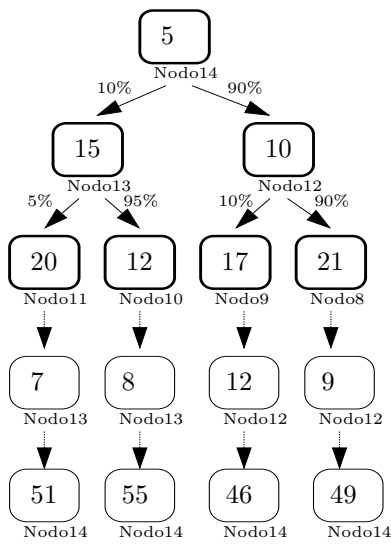 5
Nodo14
10% 90%
15 10
Nodo13 Nodo12
5% 95% 10% 90%
20 12 17 21
Nodo11 Nodo10 Nodo9 Nodo8
7 8 12 9
Nodo13 Nodo13 Nodo12 Nodo12
51 55 46 49
Nodo14 Nodo14 Nodo14 Nodo14